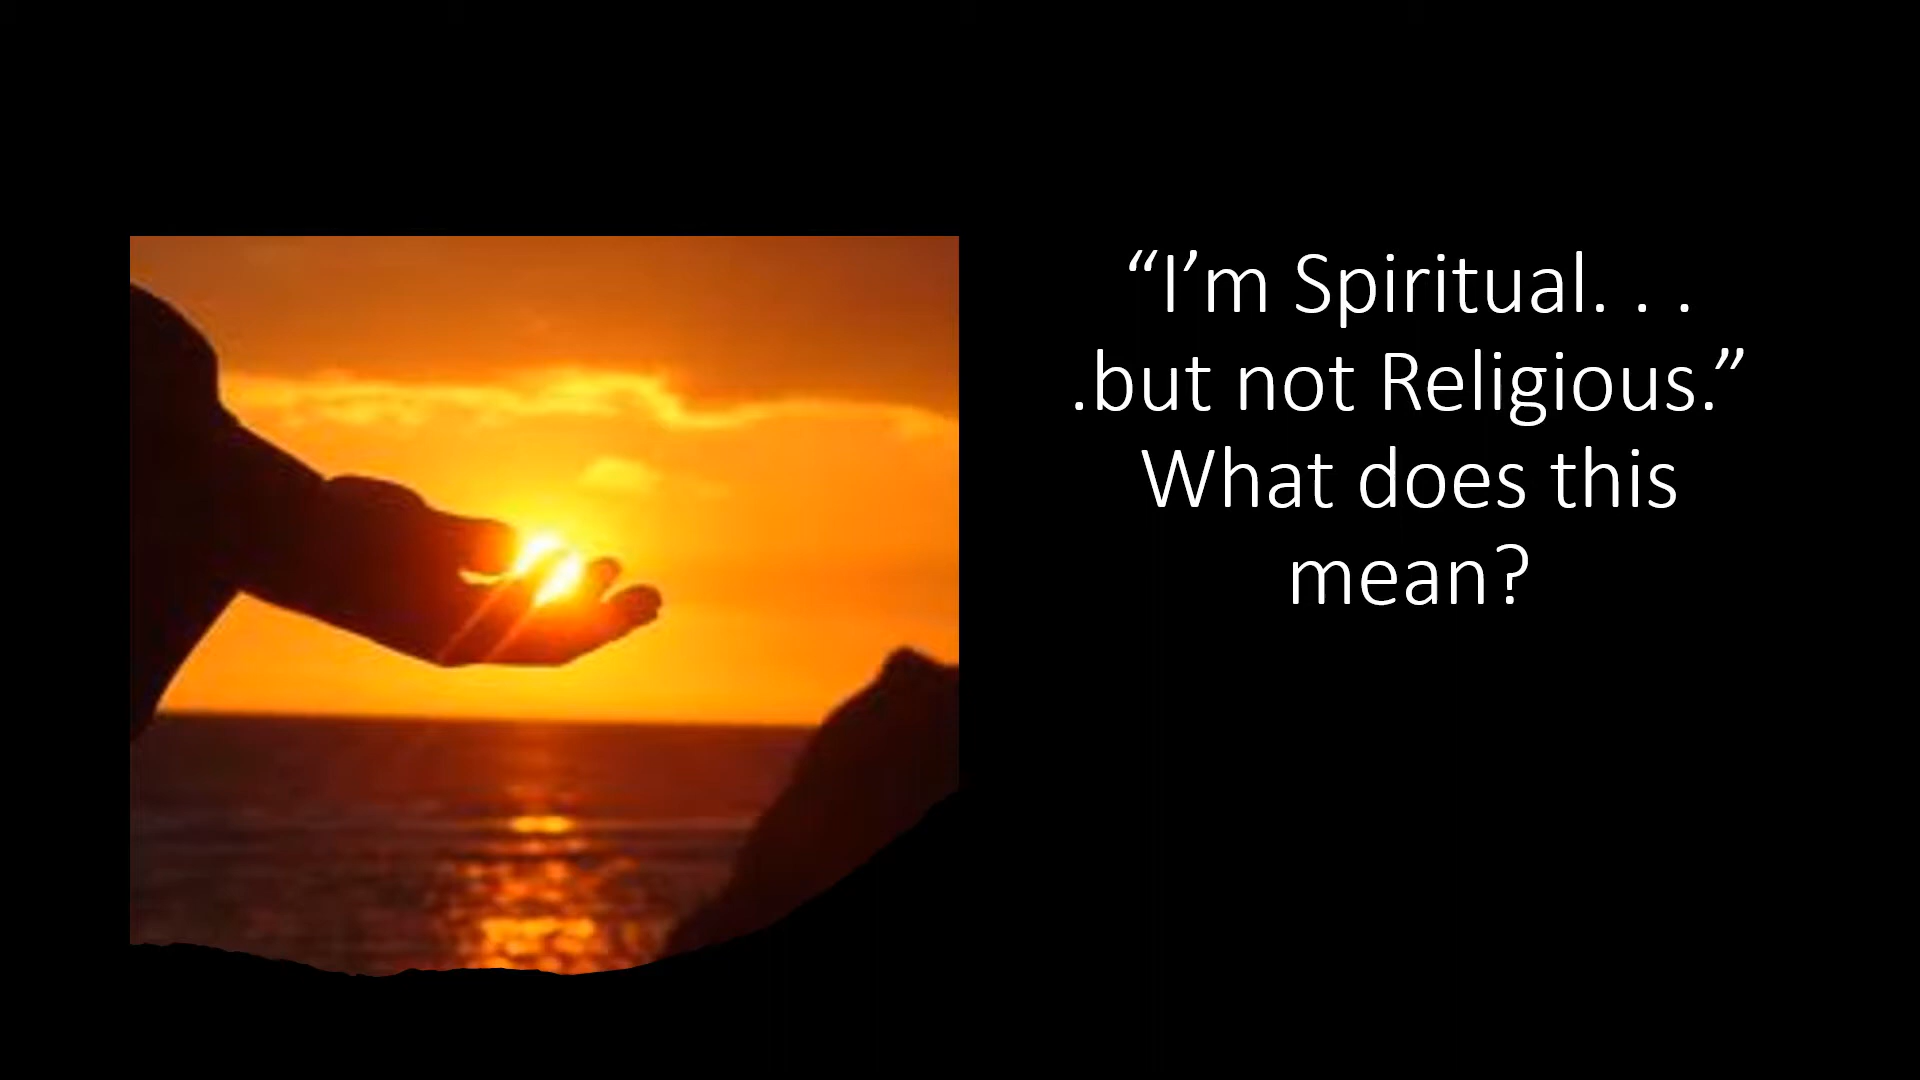 “I’m Spiritual. . .
.but not Religious.”
What does this
mean?